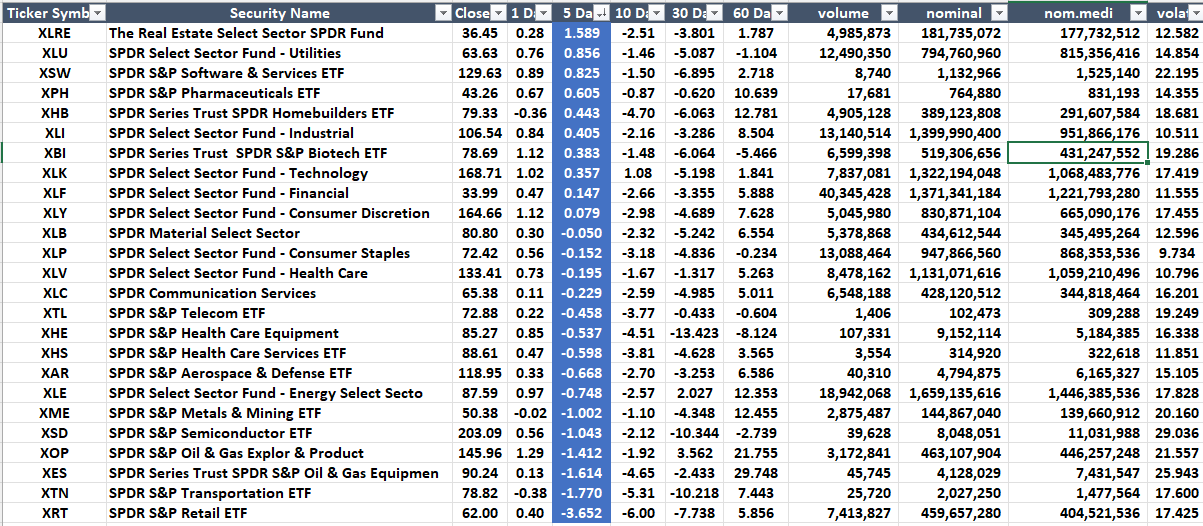 Ticker Symb Security Name Close 1 D 5 Da 10 D 30 Da 60 Da volume nominal nom.medi volat
XLRE The Real Estate Select Sector SPDR Fund 36.45 0.28 1.589 -2.51 -3.801 1.787 4,985,873 181,735,072 177,732,512 12.582
XLU SPDR Select Sector Fund - Utilities 63.63 0.76 0.856 -1.46 -5.087 -1.104 12,490,350 794,760,960 815,356,416 14.854
XSW SPDR S&P Software & Services ETF 129.63 0.89 0.825 -1.50 -6.895 2.718 8,740 1,132,966 1,525,140 22.195
XPH SPDR S&P Pharmaceuticals ETF 43.26 0.67 0.605 -0.87 -0.620 10.639 17,681 764,880 831,193 14.355
XHB SPDR Series Trust SPDR Homebuilders ETF 79.33 -0.36 0.443 -4.70 -6.063 12.781 4,905,128 389,123,808 291,607,584 18.681
XLI SPDR Select Sector Fund - Industrial 106.54 0.84 0.405 -2.16 -3.286 8.504 13,140,514 1,399,990,400 951,866,176 10.511
XBI SPDR Series Trust SPDR S&P Biotech ETF 78.69 1.12 0.383 -1.48 -6.064 -5.466 6,599,398 519,306,656 431,247,552 19.286
XLK SPDR Select Sector Fund - Technology 168.71 1.02 0.357 1.08 -5.198 1.841 7,837,081 1,322,194,048 1,068,483,776 17.419
XLF SPDR Select Sector Fund - Financial 33.99 0.47 0.147 -2.66 -3.355 5.888 40,345,428 1,371,341,184 1,221,793,280 11.555
XLY SPDR Select Sector Fund - Consumer Discretion 164.66 1.12 0.079 -2.98 -4.689 7.628 5,045,980 830,871,104 665,090,176 17.455
XLB SPDR Material Select Sector 80.80 0.30 -0.050 -2.32 -5.242 6.554 5,378,868 434,612,544 345,495,264 12.596
XLP SPDR Select Sector Fund - Consumer Staples 72.42 0.56 -0.152 -3.18 -4.836 -0.234 13,088,464 947,866,560 868,353,536 9.734
XLV SPDR Select Sector Fund - Health Care 133.41 0.73 -0.195 -1.67 -1.317 5.263 8,478,162 1,131,071,616 1,059,210,496 10.796
XLC SPDR Communication Services 65.38 0.11 -0.229 -2.59 -4.985 5.011 6,548,188 428,120,512 344,818,464 16.201
XTL SPDR S&P Telecom ETF 72.88 0.22 -0.458 -3.77 -0.433 -0.604 1,406 102,473 309,288 19.249
XHE SPDR S&P Health Care Equipment 85.27 0.85 -0.537 -4.51 -13.423 -8.124 107,331 9,152,114 5,184,385 16.338
XHS SPDR S&P Health Care Services ETF 88.61 0.47 -0.598 -3.81 -4.628 3.565 3,554 314,920 322,618 11.851
XAR SPDR S&P Aerospace & Defense ETF 118.95 0.33 -0.668 -2.70 -3.253 6.586 40,310 4,794,875 6,165,327 15.105
XLE SPDR Select Sector Fund - Energy Select Secto 87.59 0.97 -0.748 -2.57 2.027 12.353 18,942,068 1,659,135,616 1,446,385,536 17.828
XME SPDR S&P Metals & Mining ETF 50.38 -0.02 -1.002 -1.10 -4.348 12.455 2,875,487 144,867,040 139,660,912 20.160
XSD SPDR S&P Semiconductor ETF 203.09 0.56 -1.043 -2.12 -10.344 -2.739 39,628 8,048,051 11,031,988 29.036
XOP SPDR S&P Oil & Gas Explor & Product 145.96 1.29 -1.412 -1.92 3.562 21.755 3,172,841 463,107,904 446,257,248 21.557
XES SPDR Series Trust SPDR S&P Oil & Gas Equipmen 90.24 0.13 -1.614 -4.65 -2.433 29.748 45,745 4,128,029 7,431,547 25.943
XTN SPDR S&P Transportation ETF 78.82 -0.38 -1.770 -5.31 -10.218 7.443 25,720 2,027,250 1,477,564 17.600
XRT SPDR S&P Retail ETF 62.00 0.40 -3.652 -6.00 -7.738 5.856 7,413,827 459,657,280 404,521,536 17.425